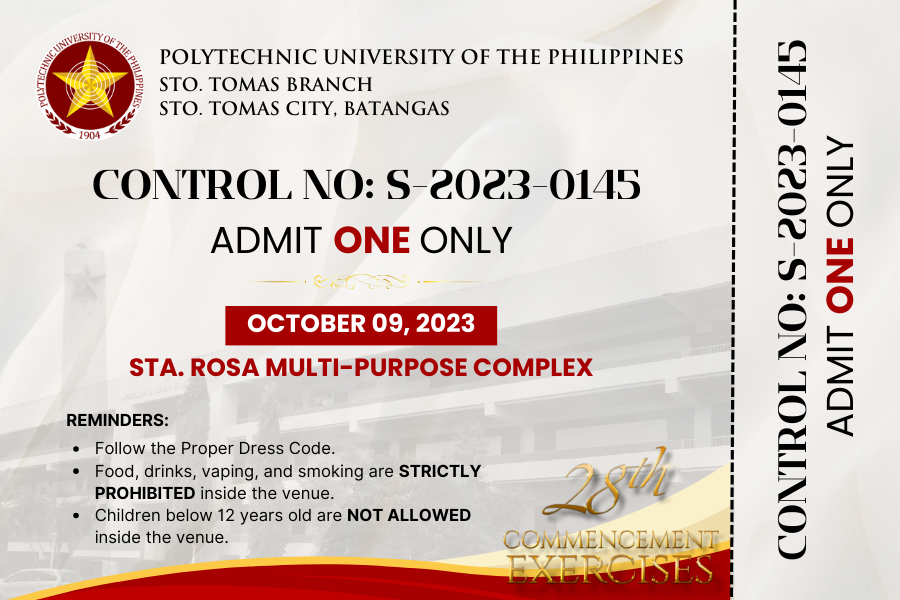 POLYTECHNIC UNIVERSITY OF THE PHILIPPINES
1904
POLYTECHNIC UNIVERSITY OF THE PHILIPPINES
STO. TOMAS BRANCH
STO. TOMAS CITY, BATANGAS
CONTROL NO: S-2023-0145
ADMIT ONE ONLY
OCTOBER 09, 2023
STA. ROSA MULTI-PURPOSE COMPLEX
REMINDERS:
• Follow the Proper Dress Code.
• Food, drinks, vaping, and smoking are STRICTLY
PROHIBITED inside the venue.
• Children below 12 years old are NOT ALLOWED
inside the venue.
28th
COMMENCEMENT
EXERCISES
CONTROL NO: S-2023-0145
ADMIT ONE ONLY